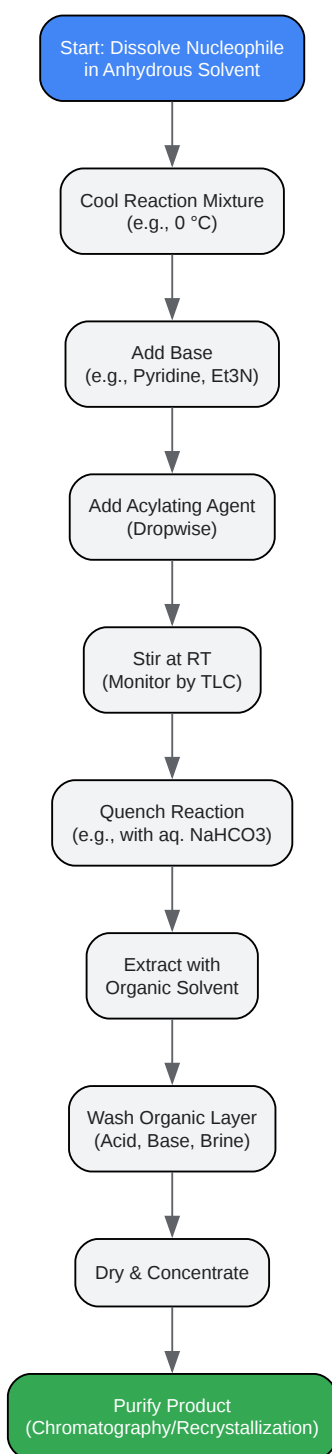 Start: Dissolve Nucleophile
in Anhydrous Solvent
Cool Reaction Mixture
(e.g., 0 °C)
Add Base
(e.g., Pyridine, Et3N)
Add Acylating Agent
(Dropwise)
Stir at RT
(Monitor by TLC)
Quench Reaction
(e.g., with aq. NaHCO3)
Extract with
Organic Solvent
Wash Organic Layer
(Acid, Base, Brine)
Dry & Concentrate
Purify Product
(Chromatography/Recrystallization)